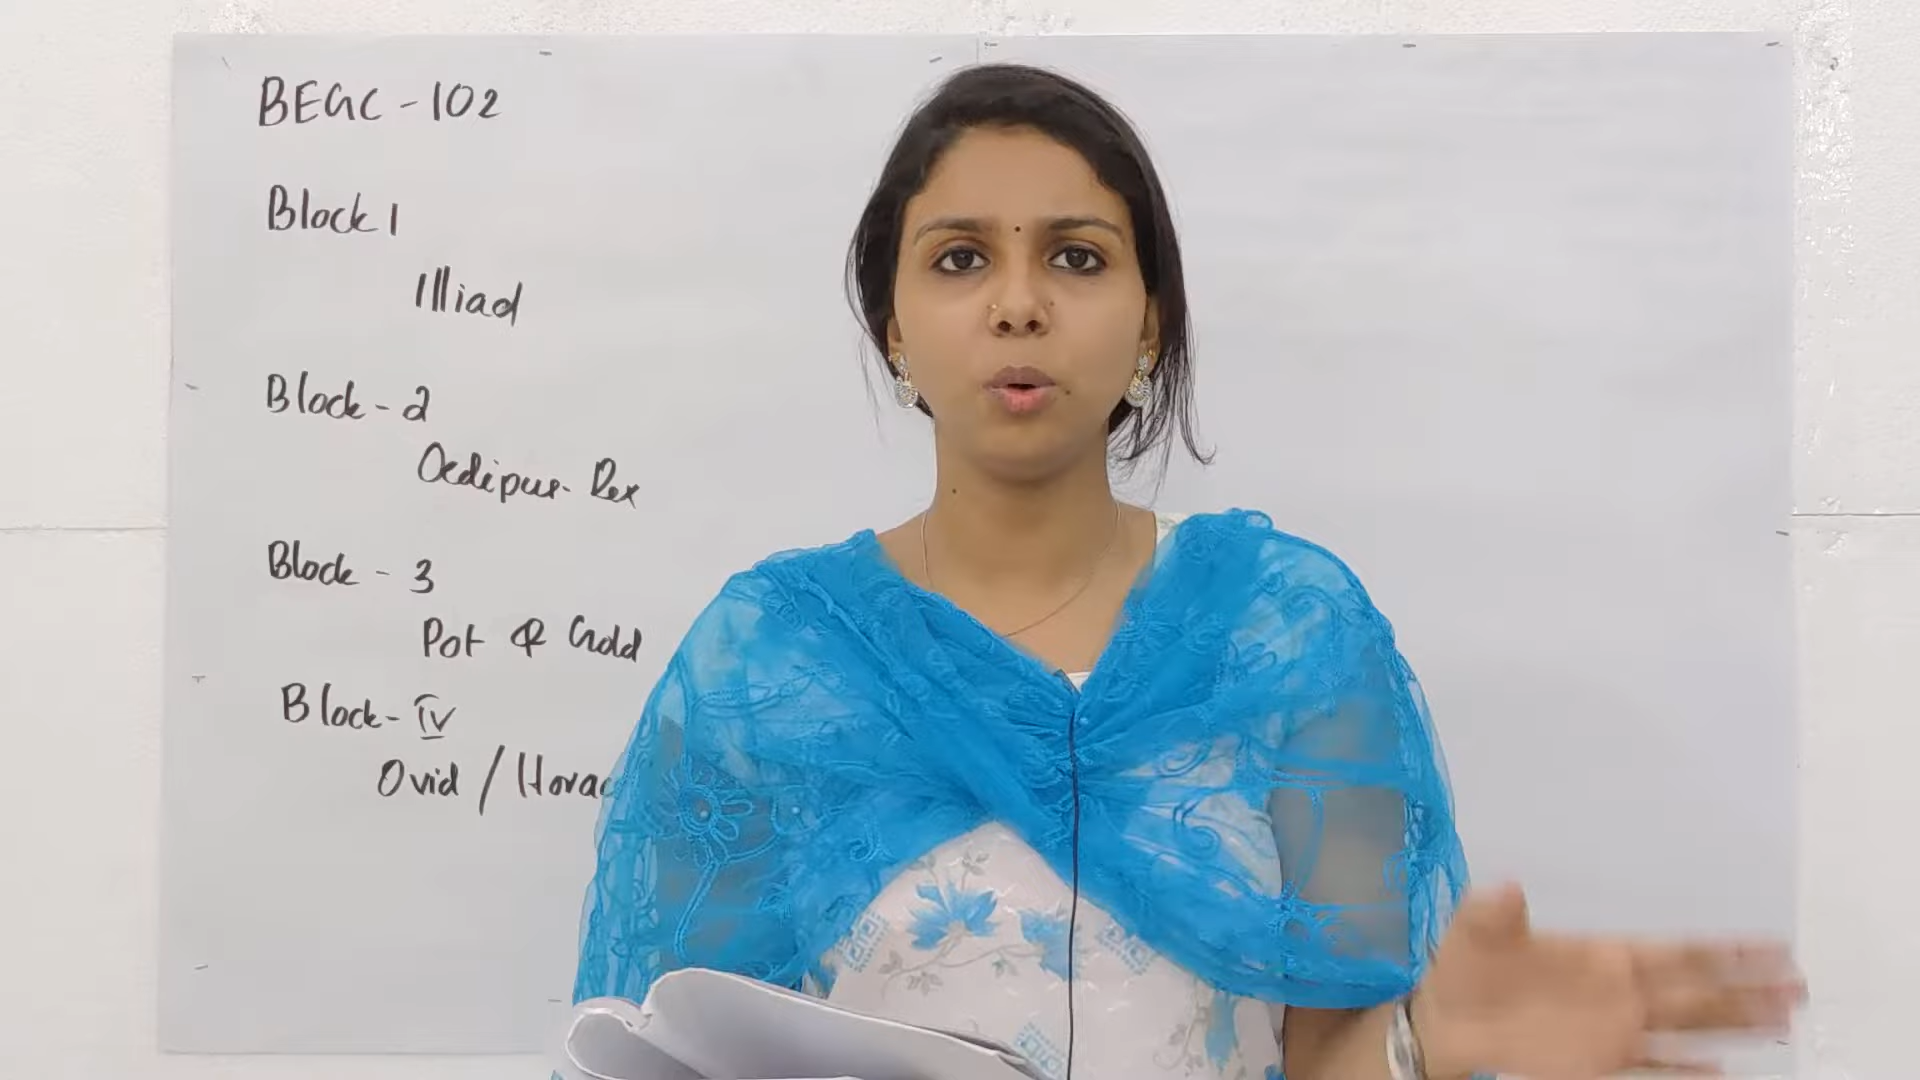 BEGC - 102
Block 1
Illiad
Block - 2
Oedipus Rex
Block - 3
Pot of Gold
Block - IV
Ovid /